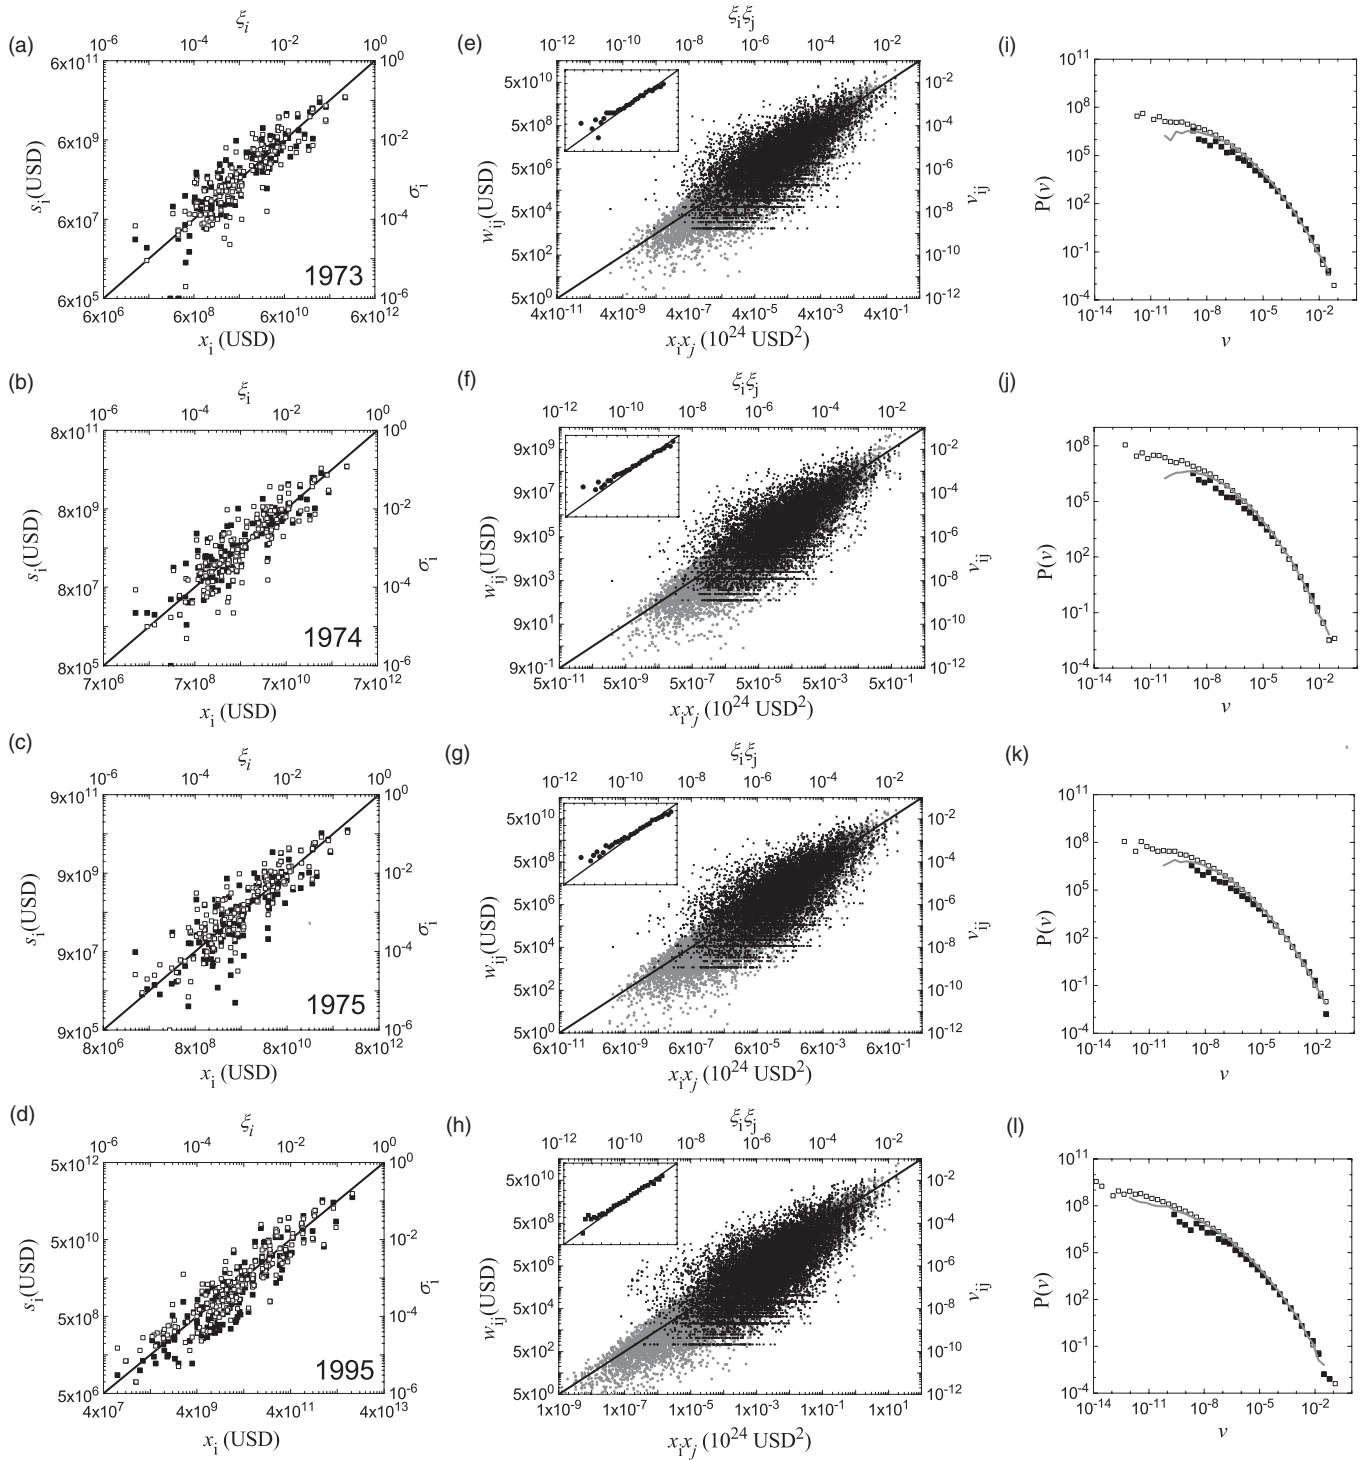 (a)
ξi
10-6 10-4 10-2 100
6x1011 6x109 6x107 6x105
si(USD)
100 10-2 10-4 10-6
σi
1973
6x106 6x108 6x1010 6x1012
xi (USD)
(e)
ξiξj
10-12 10-10 10-8 10-6 10-4 10-2
5x1010 5x108 5x106 5x104 5x102 5x100
wij(USD)
10-2 10-4 10-6 10-8 10-10 10-12
vij
4x10-11 4x10-9 4x10-7 4x10-5 4x10-3 4x10-1
xixj (1024 USD2)
(i)
1011 108 105 102 10-1 10-4
P(v)
10-14 10-11 10-8 10-5 10-2
v
(b)
ξi
10-6 10-4 10-2 100
8x1011 8x109 8x107 8x105
si(USD)
100 10-2 10-4 10-6
σi
1974
7x106 7x108 7x1010 7x1012
xi (USD)
(f)
ξiξj
10-12 10-10 10-8 10-6 10-4 10-2
9x109 9x107 9x105 9x103 9x101 9x10-1
wij(USD)
10-2 10-4 10-6 10-8 10-10 10-12
vij
5x10-11 5x10-9 5x10-7 5x10-5 5x10-3 5x10-1
xixj (1024 USD2)
(j)
108 105 102 10-1 10-4
P(v)
10-14 10-11 10-8 10-5 10-2
v
(c)
ξi
10-6 10-4 10-2 100
9x1011 9x109 9x107 9x105
si(USD)
100 10-2 10-4 10-6
σi
1975
8x106 8x108 8x1010 8x1012
xi (USD)
(g)
ξiξj
10-12 10-10 10-8 10-6 10-4 10-2
5x1010 5x108 5x106 5x104 5x102 5x100
wij(USD)
10-2 10-4 10-6 10-8 10-10 10-12
vij
6x10-11 6x10-9 6x10-7 6x10-5 6x10-3 6x10-1
xixj (1024 USD2)
(k)
1011 108 105 102 10-1 10-4
P(v)
10-14 10-11 10-8 10-5 10-2
v
(d)
ξi
10-6 10-4 10-2 100
5x1012 5x1010 5x108 5x106
si(USD)
100 10-2 10-4 10-6
σi
1995
4x107 4x109 4x1011 4x1013
xi (USD)
(h)
ξiξj
10-12 10-10 10-8 10-6 10-4 10-2
5x1010 5x108 5x106 5x104 5x102 5x100
wij(USD)
10-2 10-4 10-6 10-8 10-10 10-12
vij
1x10-9 1x10-7 1x10-5 1x10-3 1x10-1 1x101
xixj (1024 USD2)
(l)
1011 108 105 102 10-1 10-4
P(v)
10-14 10-11 10-8 10-5 10-2
v